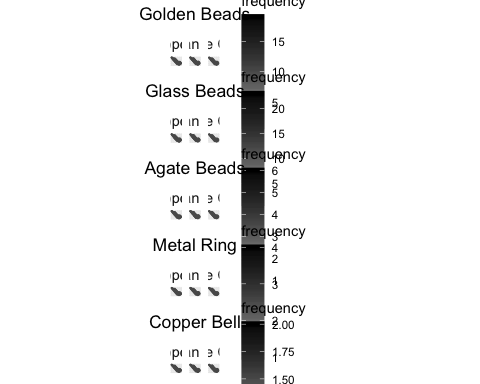 frequency
Golden Beads
15
10
frequency
Glass Beads
5
20
15
10
frequency
Agate Beads
6
5
5
4
3
frequency
Metal Ring
4
2
1
3
frequency
Copper Bell
2
2.00
1.75
1
1.50